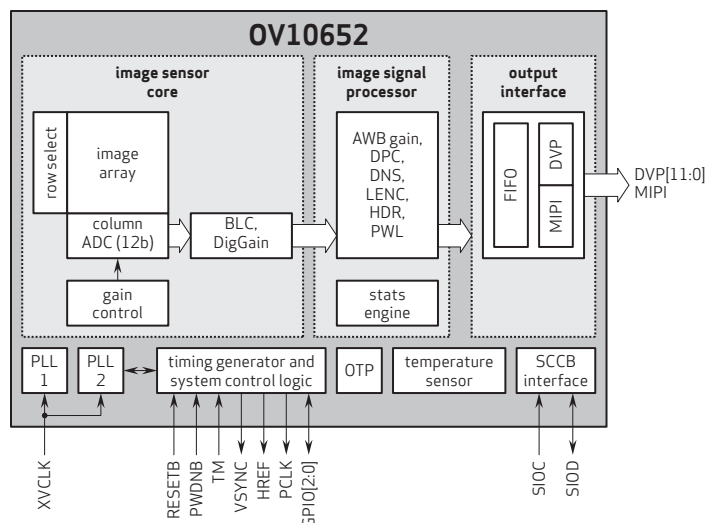 OV10652
image sensor
core
image signal
processor
output
interface
row select
image
array
column
ADC (12b)
gain
control
BLC,
DigGain
AWB gain,
DPC,
DNS,
LENC,
HDR,
PWL
stats
engine
FIFO
DVP
MIPI
DVP[11:0]
MIPI
PLL
1
PLL
2
timing generator and
system control logic
OTP
temperature
sensor
SCCB
interface
XVCLK
RESETB
PWDNB
TM
VSYNC
HREF
PCLK
GPIO[2:0]
SIOC
SIOD